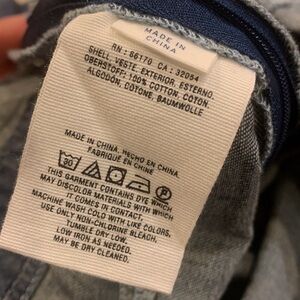 MADE IN
CHINA
RN : 66170 CA : 32054
SHELL, VESTE, EXTERIOR, ESTERNO,
OBERSTOFF: 100% COTTON, COTON,
ALGODÓN, COTONE, BAUMWOLLE
MADE IN CHINA, HECHO EN CHINA,
FABRIQUÉ EN CHINE
30
P
THIS GARMENT CONTAINS DYE WHICH
MAY DISCOLOR MATERIALS WITH WHICH
IT COMES IN CONTACT.
MACHINE WASH COLD WITH LIKE COLORS,
USE ONLY NON-CHLORINE BLEACH,
TUMBLE DRY LOW,
LOW IRON AS NEEDED,
MAY BE DRY CLEANED.